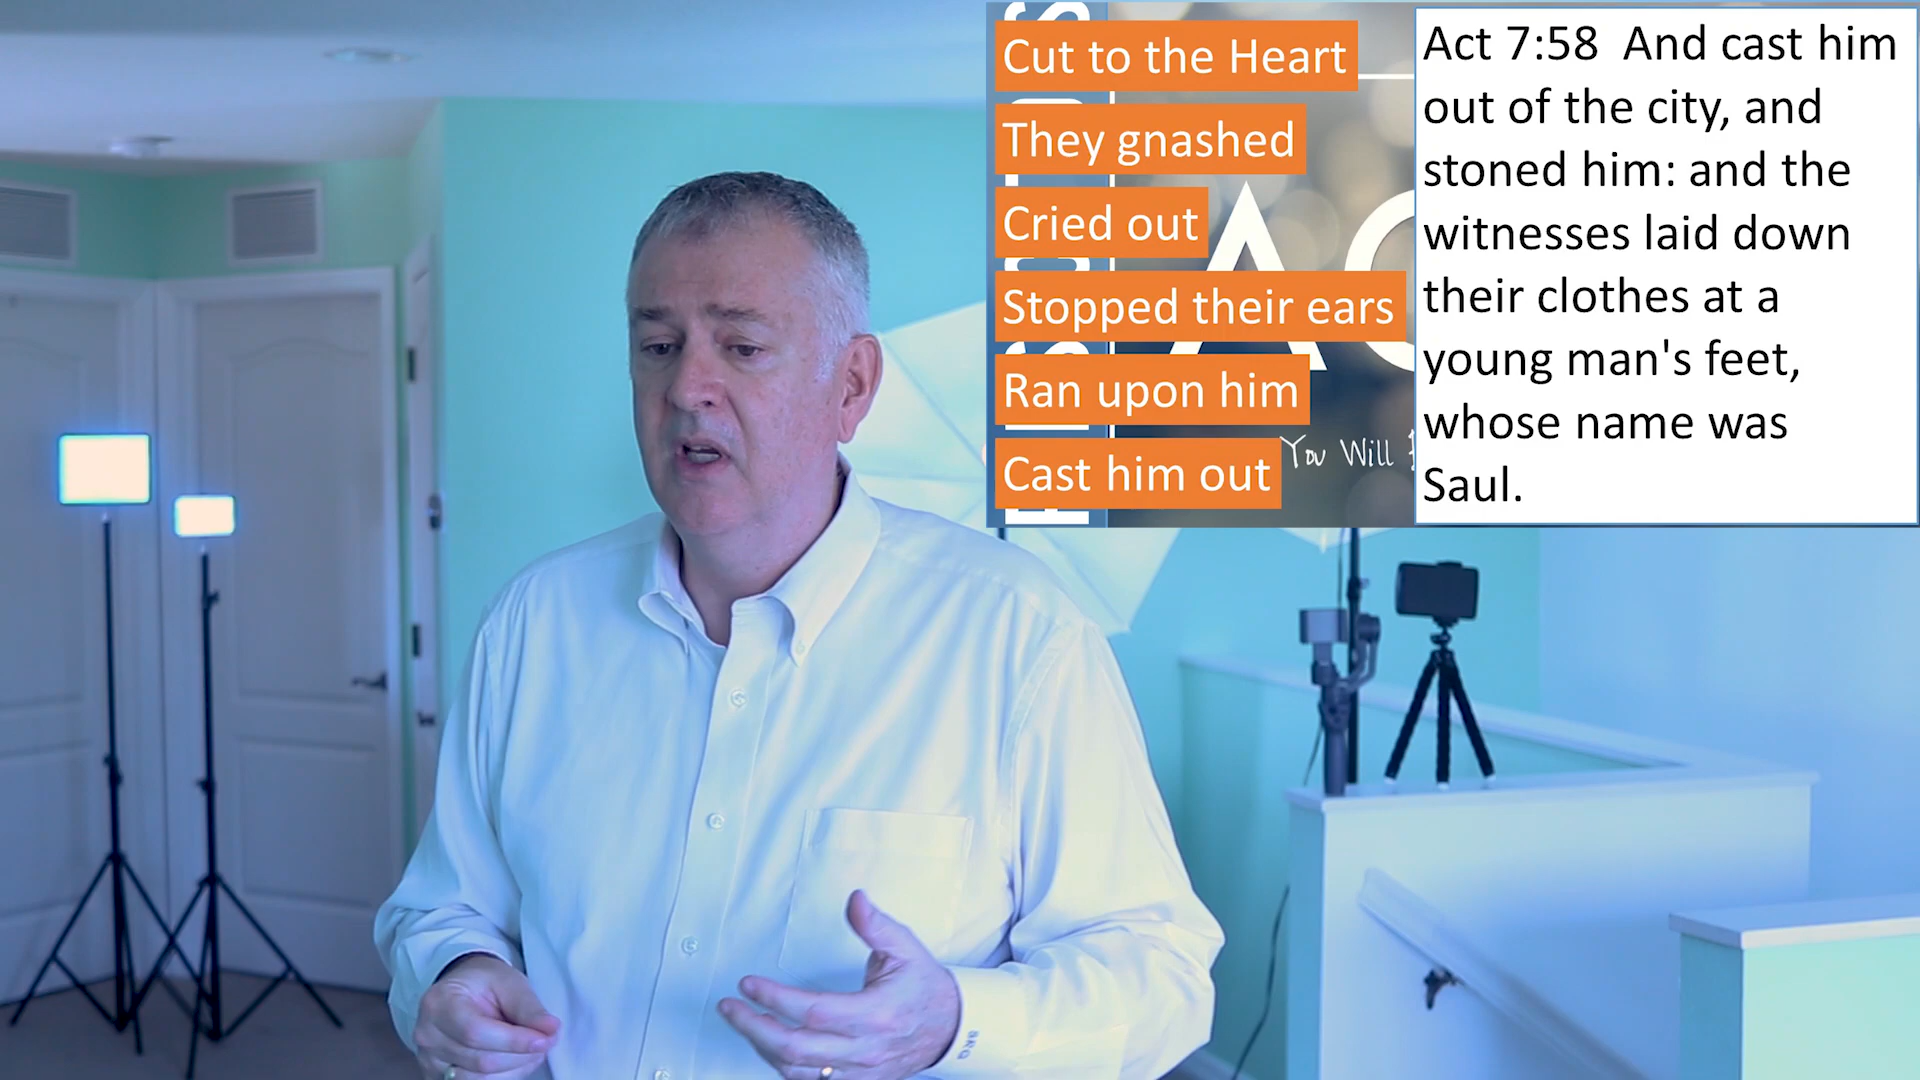 Cut to the Heart
They gnashed
Cried out
Stopped their ears
Ran upon him
Cast him out
You Will
Act 7:58  And cast him
out of the city, and
stoned him: and the
witnesses laid down
their clothes at a
young man's feet,
whose name was
Saul.